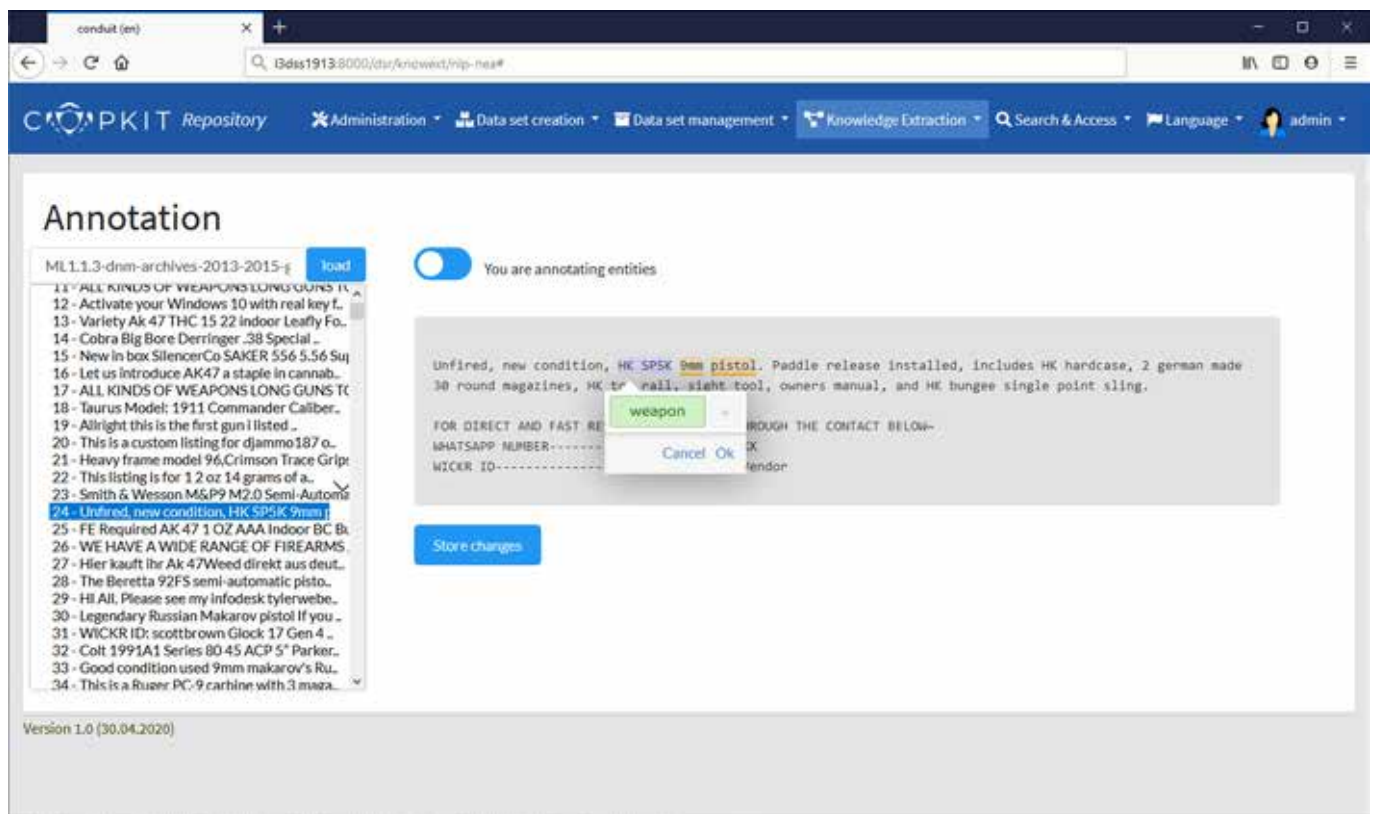 conduit (en)
l3dss1913:8000/dsr/knowext/nlp-nea#
COPKIT Repository
Administration
Data set creation
Data set management
Knowledge Extraction
Search & Access
Language
admin
Annotation
ML1.1.3-dnm-archives-2013-2015-g
load
11 - ALL KINDS OF WEAPONS LONG GUNS TO
12 - Activate your Windows 10 with real key f..
13 - Variety Ak 47 THC 15 22 indoor Leafly Fo..
14 - Cobra Big Bore Derringer .38 Special ..
15 - New in box SilencerCo SAKER 556 5.56 Sup
16 - Let us introduce AK47 a staple in cannab..
17 - ALL KINDS OF WEAPONS LONG GUNS TO
18 - Taurus Model: 1911 Commander Caliber..
19 - Allright this is the first gun i listed ..
20 - This is a custom listing for djammo187 o..
21 - Heavy frame model 96,Crimson Trace Grips
22 - This listing is for 1 2 oz 14 grams of a..
23 - Smith & Wesson M&P9 M2.0 Semi-Automa
24 - Unfired, new condition, HK SP5K 9mm p
25 - FE Required AK 47 1 OZ AAA Indoor BC Bu
26 - WE HAVE A WIDE RANGE OF FIREARMS
27 - Hier kauft ihr Ak 47Weed direkt aus deut..
28 - The Beretta 92FS semi-automatic pisto..
29 - HI All, Please see my infodesk tylerwebe..
30 - Legendary Russian Makarov pistol If you ..
31 - WICKR ID: scottbrown Glock 17 Gen 4 ..
32 - Colt 1991A1 Series 80 45 ACP 5" Parker..
33 - Good condition used 9mm makarov's Ru..
34 - This is a Ruger PC-9 carbine with 3 maga..
You are annotating entities
Unfired, new condition, HK SP5K 9mm pistol. Paddle release installed, includes HK hardcase, 2 german made
30 round magazines, HK tr rail, sight tool, owners manual, and HK bungee single point sling.
weapon
FOR DIRECT AND FAST RE ROUGH THE CONTACT BELOW~
WHATSAPP NUMBER--------
WICKR ID---------------- Vendor
Cancel Ok
Store changes
Version 1.0 (30.04.2020)